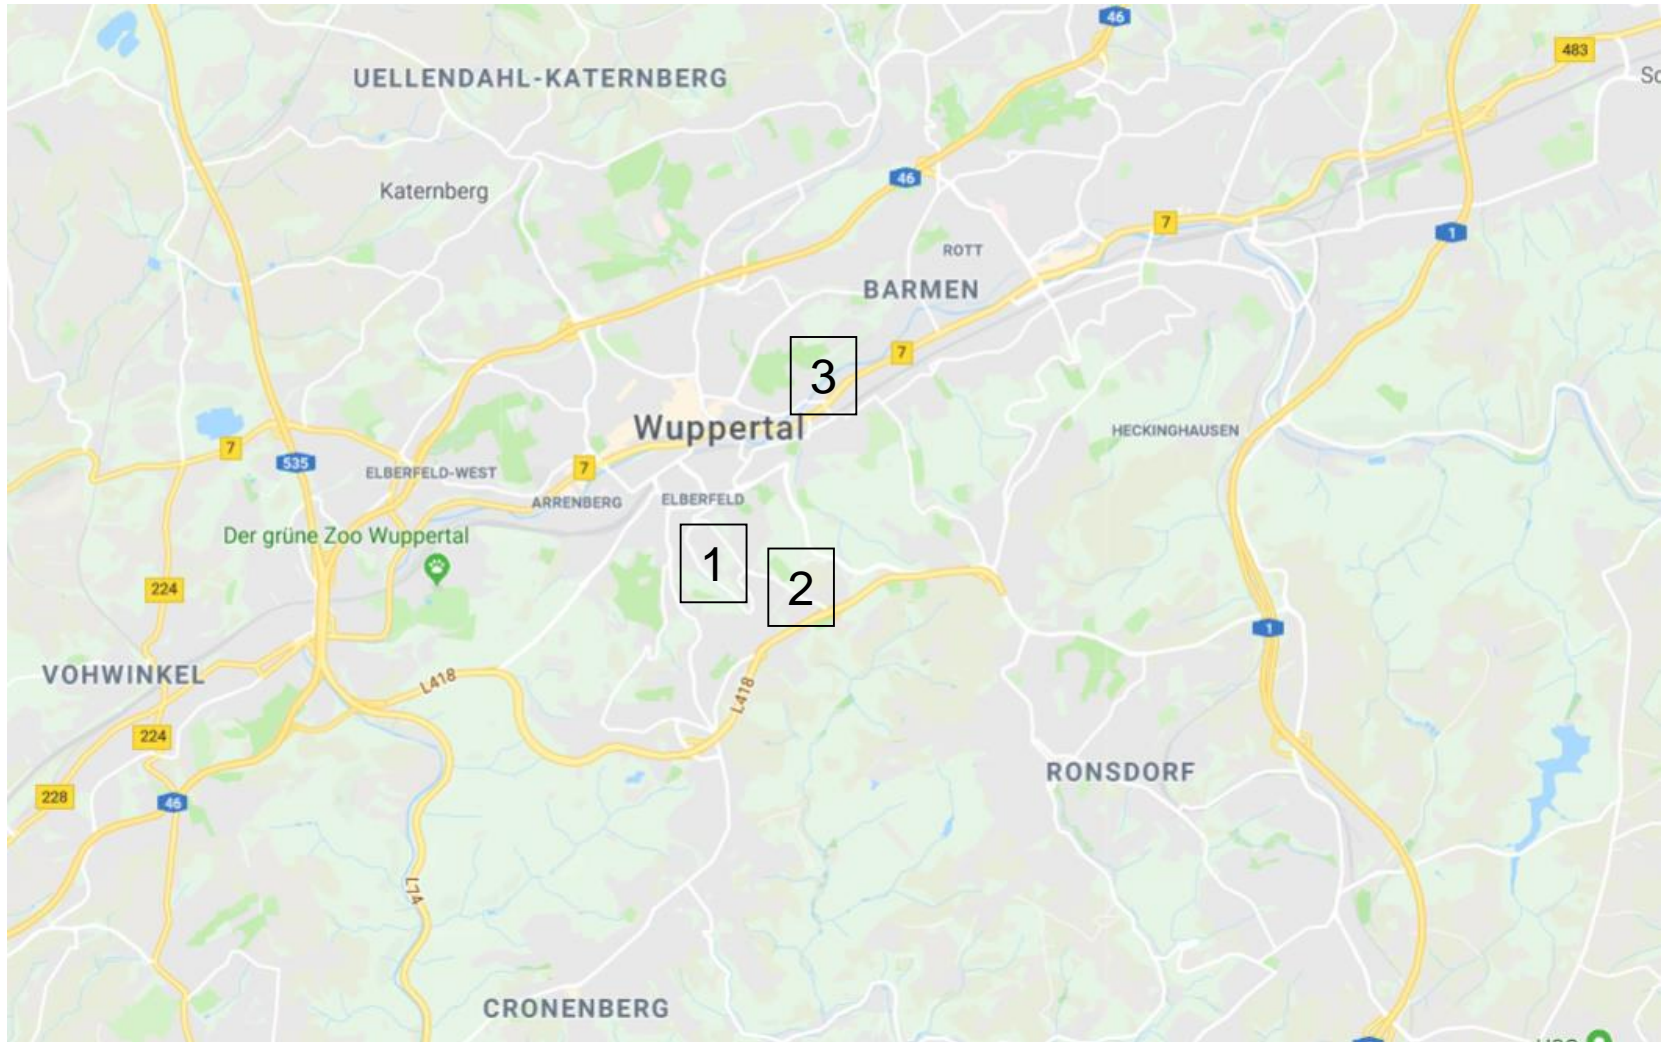 46
483
Sc
UELLENDAHL-KATERNBERG
Katernberg
46
7
1
ROTT
BARMEN
7
3
Wuppertal
HECKINGHAUSEN
7
535
ELBERFELD-WEST
7
ARRENBERG
ELBERFELD
Der grüne Zoo Wuppertal
1
2
224
1
VOHWINKEL
L418
L418
224
RONSDORF
228
46
L74
CRONENBERG